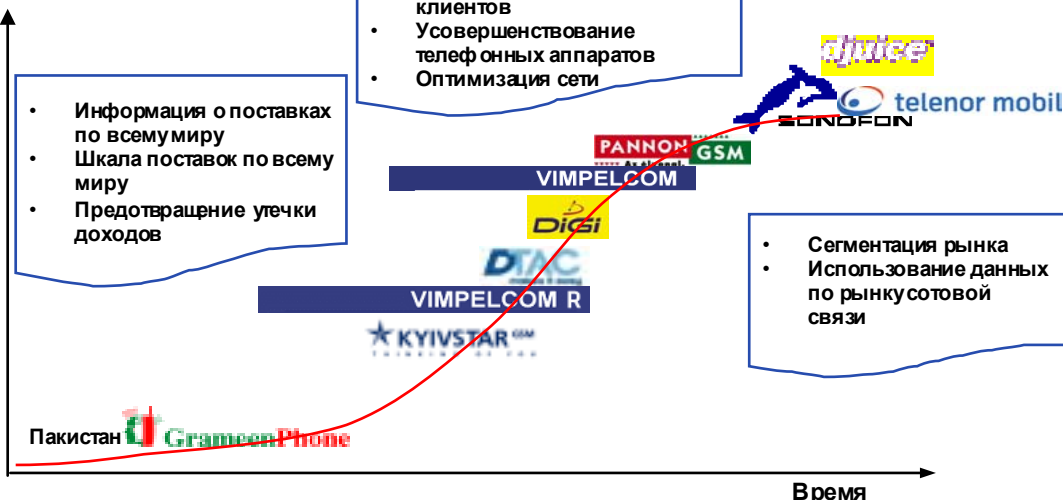 клиентов
• Усовершенствование
телефонных аппаратов
• Оптимизация сети
• Информация о поставках
по всему миру
• Шкала поставок по всему
миру
• Предотвращение утечки
доходов
djuice
telenor mobil
SONOFON
PANNON GSM
VIMPELCOM
DiGi
DTAC
VIMPELCOM R
KYIVSTAR GSM
• Сегментация рынка
• Использование данных
по рынку сотовой
связи
Пакистан GrameenPhone
Время